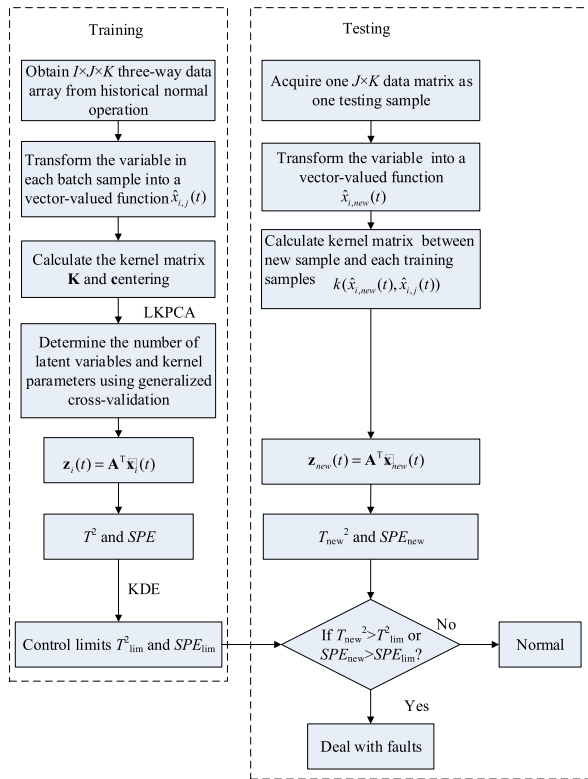 Training
Obtain I×J×K three-way data
array from historical normal
operation
Transform the variable in
each batch sample into a
vector-valued function x̂ᵢ,ⱼ(t)
Calculate the kernel matrix
K and centering
LKPCA
Determine the number of
latent variables and kernel
parameters using generalized
cross-validation
zᵢ(t) = Aᵀx̄ᵢ(t)
T² and SPE
KDE
Control limits T²lim and SPElim
Testing
Acquire one J×K data matrix as
one testing sample
Transform the variable into a
vector-valued function
x̂i,new(t)
Calculate kernel matrix between
new sample and each training
samples k(x̂i,new(t), x̂i,j(t))
znew(t) = Aᵀx̄new(t)
Tnew² and SPEnew
If Tnew²>T²lim or
SPEnew>SPElim?
No
Normal
Yes
Deal with faults